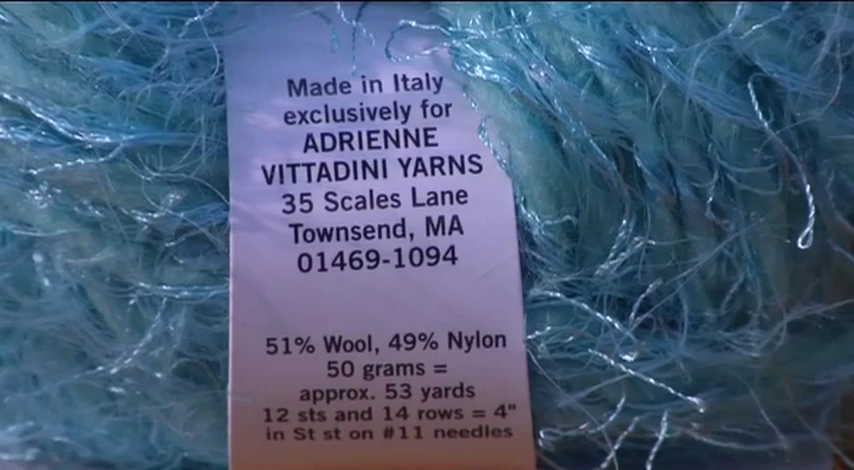 Made in Italy
exclusively for
ADRIENNE
VITTADINI YARNS
35 Scales Lane
Townsend, MA
01469-1094
51% Wool, 49% Nylon
50 grams =
approx. 53 yards
12 sts and 14 rows = 4"
in St st on #11 needles